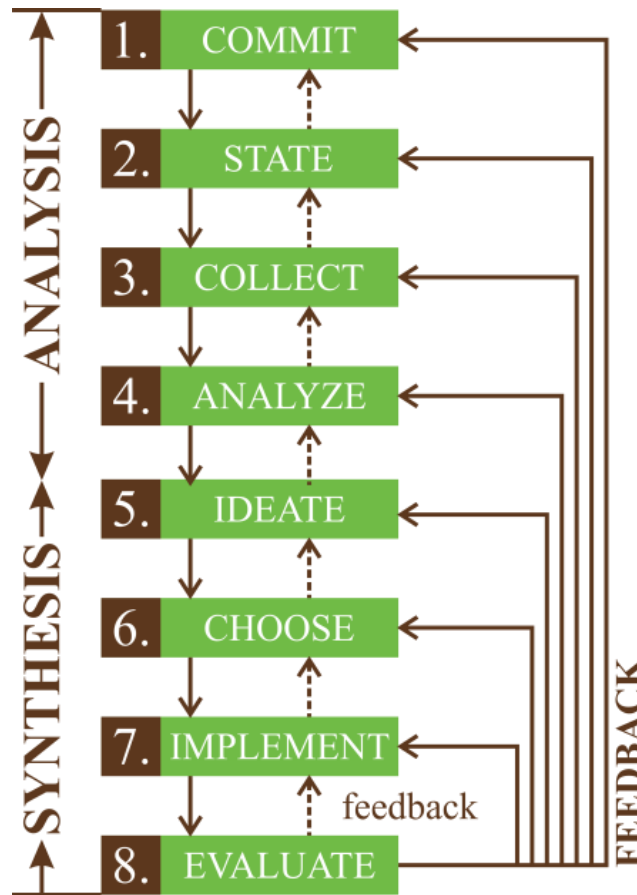 1. COMMIT
2. STATE
3. COLLECT
4. ANALYZE
5. IDEATE
6. CHOOSE
7. IMPLEMENT
8. EVALUATE
ANALYSIS
SYNTHESIS
feedback
FEEDBACK